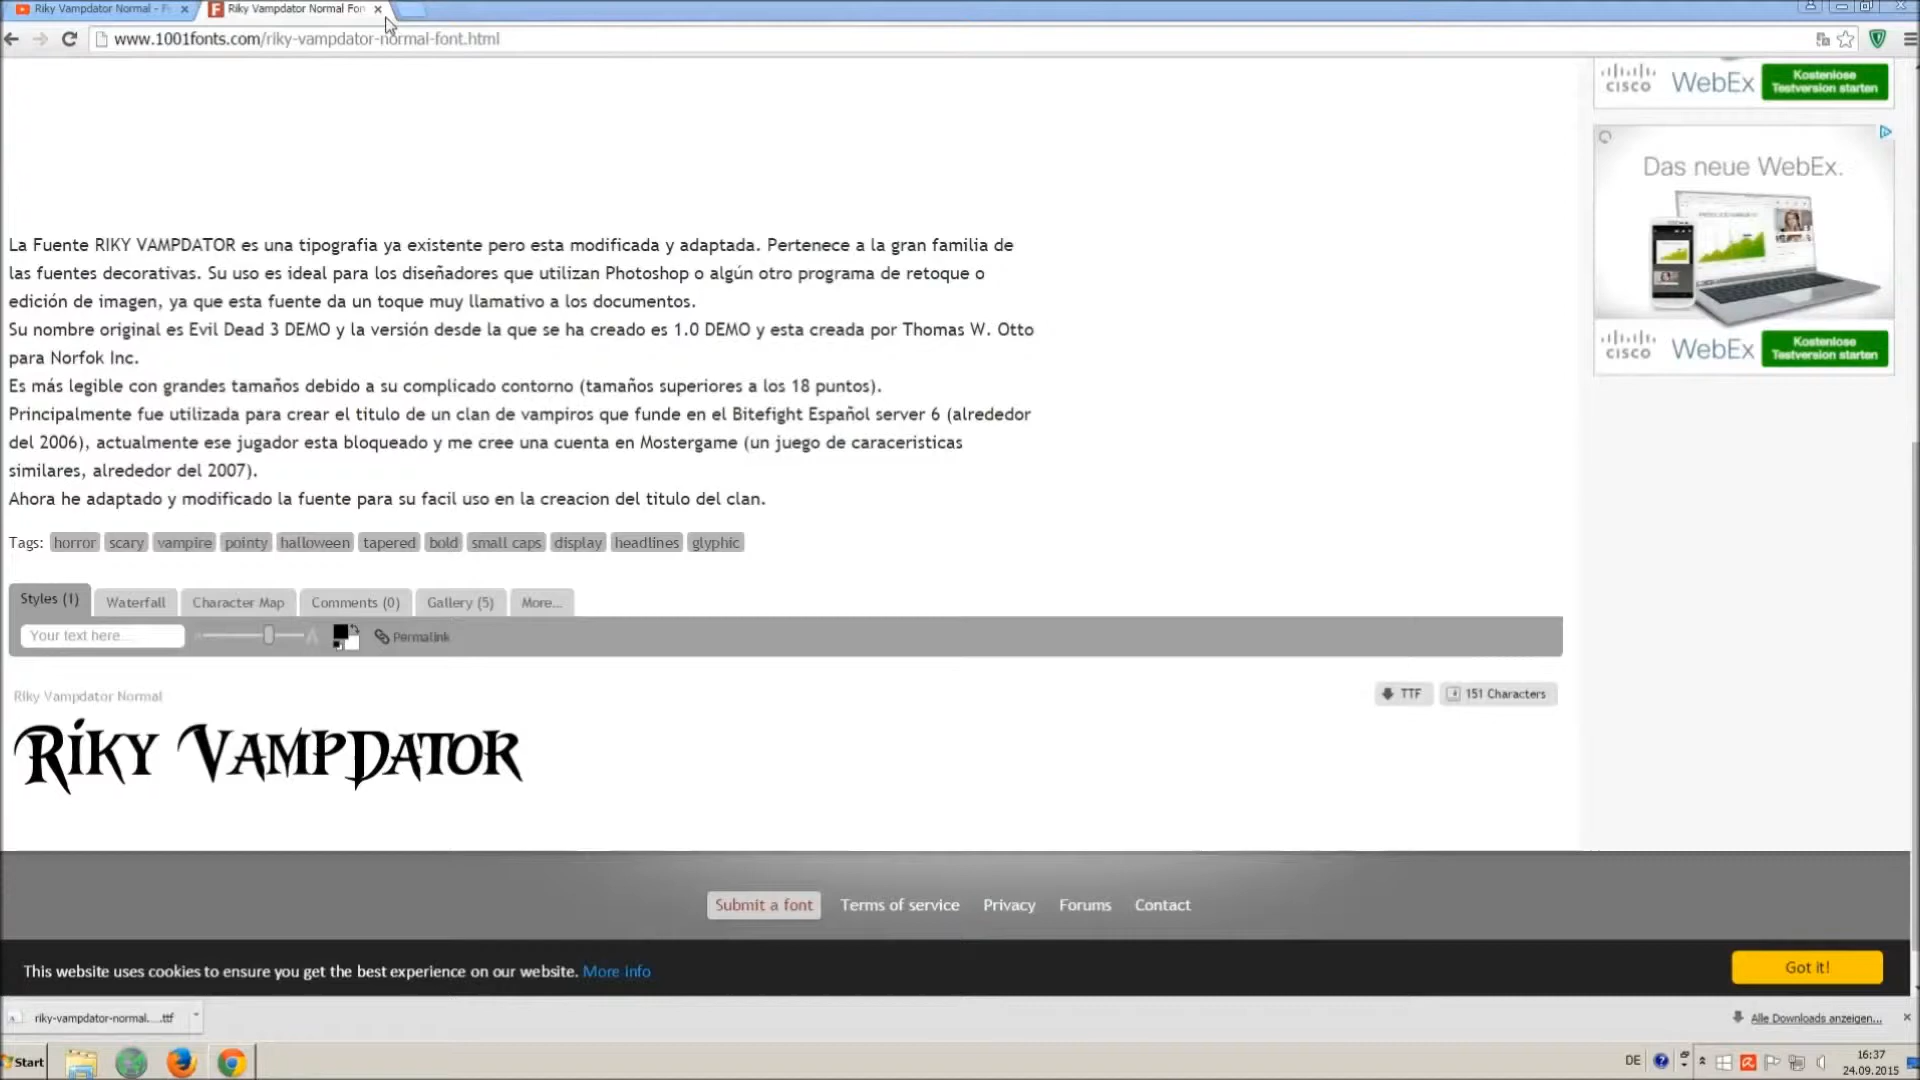 Riky Vampdator Normal -
Riky Vampdator Normal Fon
www.1001fonts.com/riky-vampdator-normal-font.html
CISCO WebEx Kostenlose
Testversion starten
Das neue WebEx.
CISCO WebEx Kostenlose
Testversion starten
La Fuente RIKY VAMPDATOR es una tipografia ya existente pero esta modificada y adaptada. Pertenece a la gran familia de
las fuentes decorativas. Su uso es ideal para los diseñadores que utilizan Photoshop o algún otro programa de retoque o
edición de imagen, ya que esta fuente da un toque muy llamativo a los documentos.
Su nombre original es Evil Dead 3 DEMO y la versión desde la que se ha creado es 1.0 DEMO y esta creada por Thomas W. Otto
para Norfok Inc.
Es más legible con grandes tamaños debido a su complicado contorno (tamaños superiores a los 18 puntos).
Principalmente fue utilizada para crear el titulo de un clan de vampiros que funde en el Bitefight Español server 6 (alrededor
del 2006), actualmente ese jugador esta bloqueado y me cree una cuenta en Mostergame (un juego de caraceristicas
similares, alrededor del 2007).
Ahora he adaptado y modificado la fuente para su facil uso en la creacion del titulo del clan.
Tags: horror scary vampire pointy halloween tapered bold small caps display headlines glyphic
Styles (1) Waterfall Character Map Comments (0) Gallery (5) More...
Your text here... Permalink
Riky Vampdator Normal
TTF 151 Characters
Riky VampDator
Submit a font Terms of service Privacy Forums Contact
This website uses cookies to ensure you get the best experience on our website. More info
Got it!
riky-vampdator-normal....ttf
Alle Downloads anzeigen...
Start
DE
16:37
24.09.2015